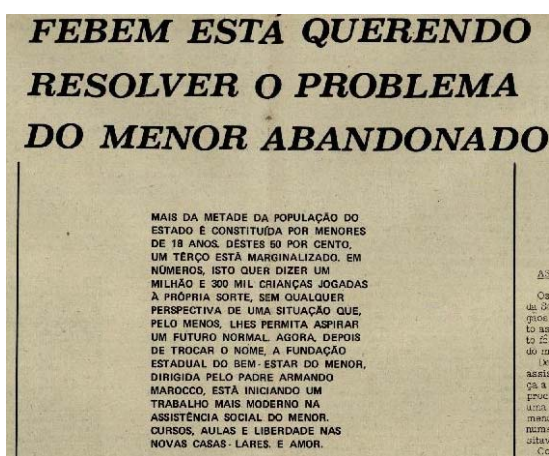 FEBEM ESTÁ QUERENDO
RESOLVER O PROBLEMA
DO MENOR ABANDONADO
MAIS DA METADE DA POPULAÇÃO DO
ESTADO É CONSTITUÍDA POR MENORES
DE 18 ANOS. DÊSTES 50 POR CENTO,
UM TÊRÇO ESTÁ MARGINALIZADO. EM
NÚMEROS, ISTO QUER DIZER UM
MILHÃO E 300 MIL CRIANÇAS JOGADAS
À PRÓPRIA SORTE, SEM QUALQUER
PERSPECTIVA DE UMA SITUAÇÃO QUE,
PELO MENOS, LHES PERMITA ASPIRAR
UM FUTURO NORMAL. AGORA, DEPOIS
DE TROCAR O NOME, A FUNDAÇÃO
ESTADUAL DO BEM-ESTAR DO MENOR,
DIRIGIDA PELO PADRE ARMANDO
MAROCCO, ESTÁ INICIANDO UM
TRABALHO MAIS MODERNO NA
ASSISTÊNCIA SOCIAL DO MENOR.
CURSOS, AULAS E LIBERDADE NAS
NOVAS CASAS-LARES. E AMOR.